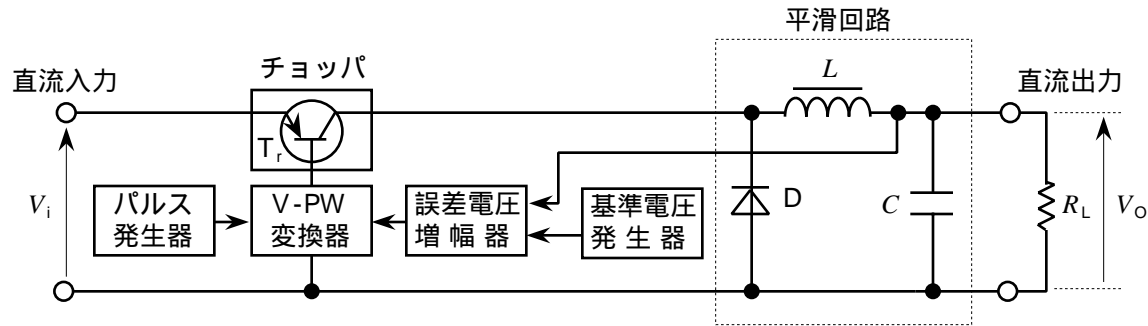 平滑回路
チョッパ
直流入力
L
直流出力
Tr
Vi
パルス
発生器
V-PW
変換器
誤差電圧
増幅器
基準電圧
発生器
D
C
RL
VO